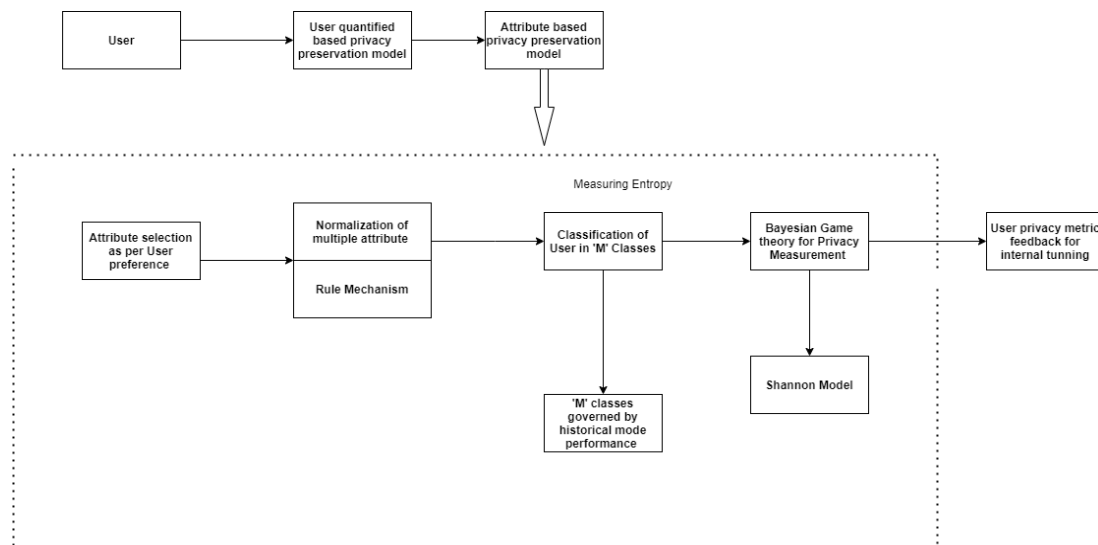 User
User quantified
based privacy
preservation model
Attribute based
privacy preservation
model
Measuring Entropy
Attribute selection
as per User
preference
Normalization of
multiple attribute
Rule Mechanism
Classification of
User in 'M' Classes
Bayesian Game
theory for Privacy
Measurement
User privacy metric
feedback for
internal tunning
'M' classes
governed by
historical mode
performance
Shannon Model